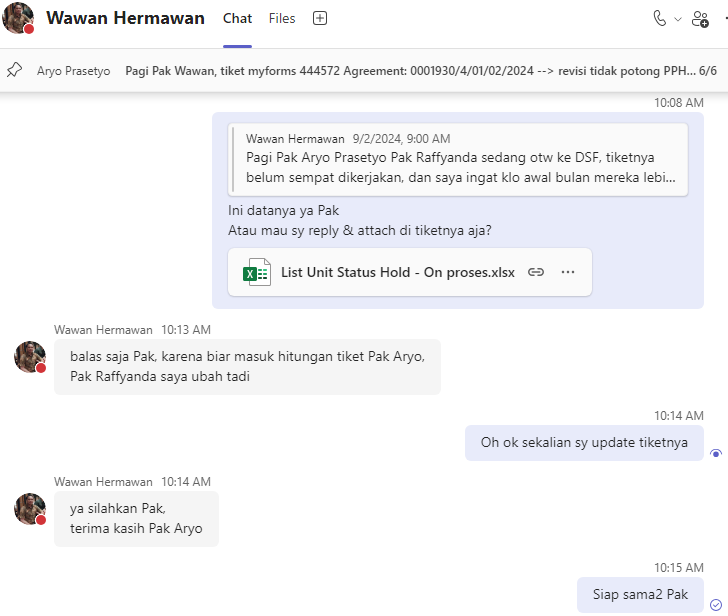 Wawan Hermawan Chat Files
Aryo Prasetyo Pagi Pak Wawan, tiket myforms 444572 Agreement: 0001930/4/01/02/2024 --> revisi tidak potong PPH... 6/6
10:08 AM
Wawan Hermawan 9/2/2024, 9:00 AM
Pagi Pak Aryo Prasetyo Pak Raffyanda sedang otw ke DSF, tiketnya
belum sempat dikerjakan, dan saya ingat klo awal bulan mereka lebi...
Ini datanya ya Pak
Atau mau sy reply & attach di tiketnya aja?
List Unit Status Hold - On proses.xlsx
Wawan Hermawan 10:13 AM
balas saja Pak, karena biar masuk hitungan tiket Pak Aryo,
Pak Raffyanda saya ubah tadi
10:14 AM
Oh ok sekalian sy update tiketnya
Wawan Hermawan 10:14 AM
ya silahkan Pak,
terima kasih Pak Aryo
10:15 AM
Siap sama2 Pak